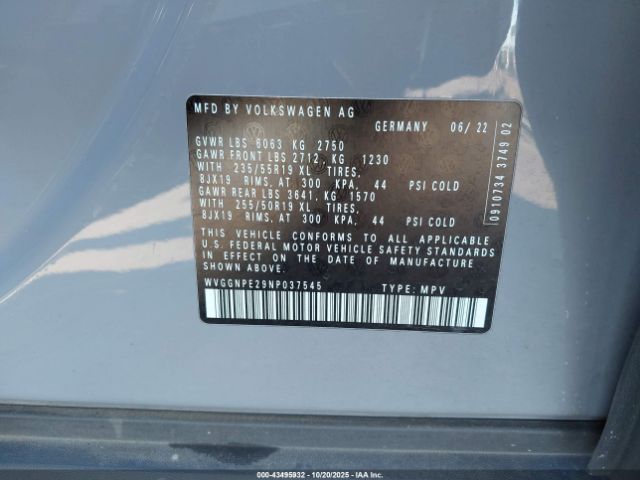 MFD BY VOLKSWAGEN AG
GERMANY 06/22
GVWR LBS 6063 KG 2750
GAWR FRONT LBS 2712, KG 1230
WITH 235/55R19 XL TIRES,
8JX19 RIMS, AT 300 KPA, 44 PSI COLD
GAWR REAR LBS 3641, KG 1570
WITH 255/50R19 XL TIRES,
8JX19 RIMS, AT 300 KPA, 44 PSI COLD
THIS VEHICLE CONFORMS TO ALL APPLICABLE
U.S. FEDERAL MOTOR VEHICLE SAFETY STANDARDS
IN EFFECT ON THE DATE OF MANUFACTURE
SHOWN ABOVE.
WVGGNPE29NP037545 TYPE: MPV
0910734 3749 02
000-43495932 - 10/20/2025 - IAA Inc.